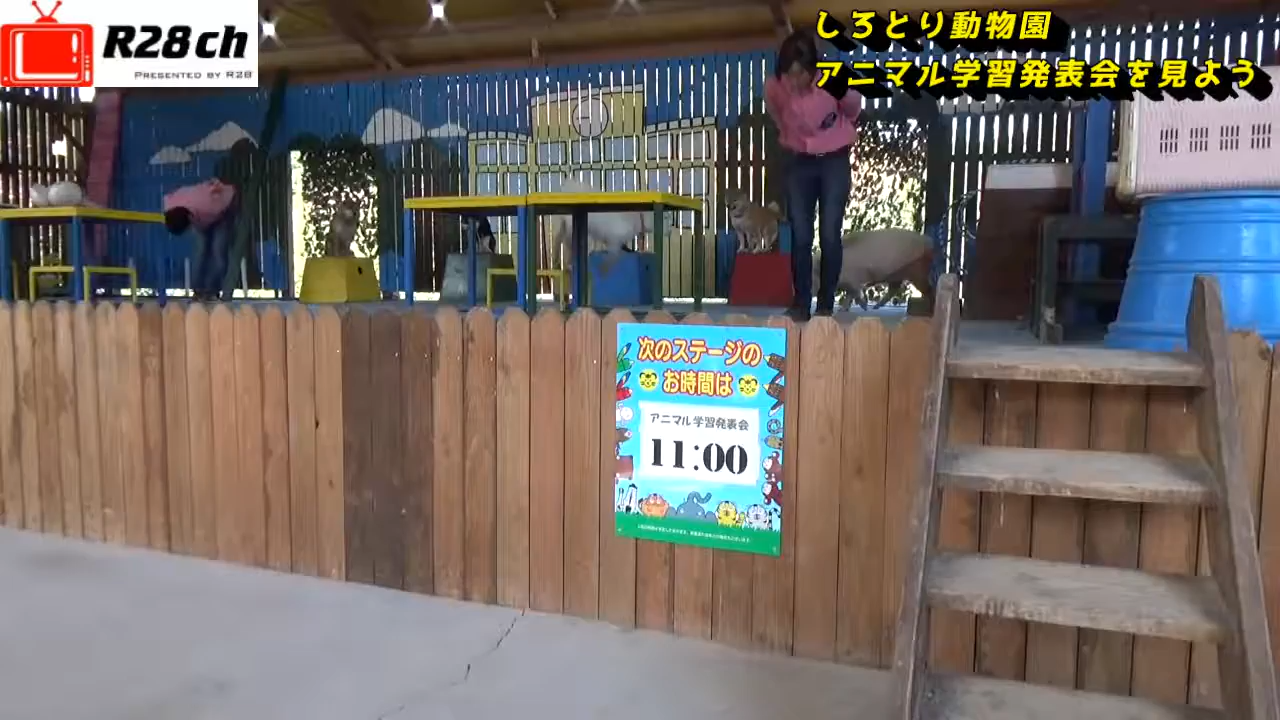 R28ch
PRESENTED BY R28
しろとり動物園
アニマル学習発表会を見よう
次のステージの
お時間は
アニマル学習発表会
11:00